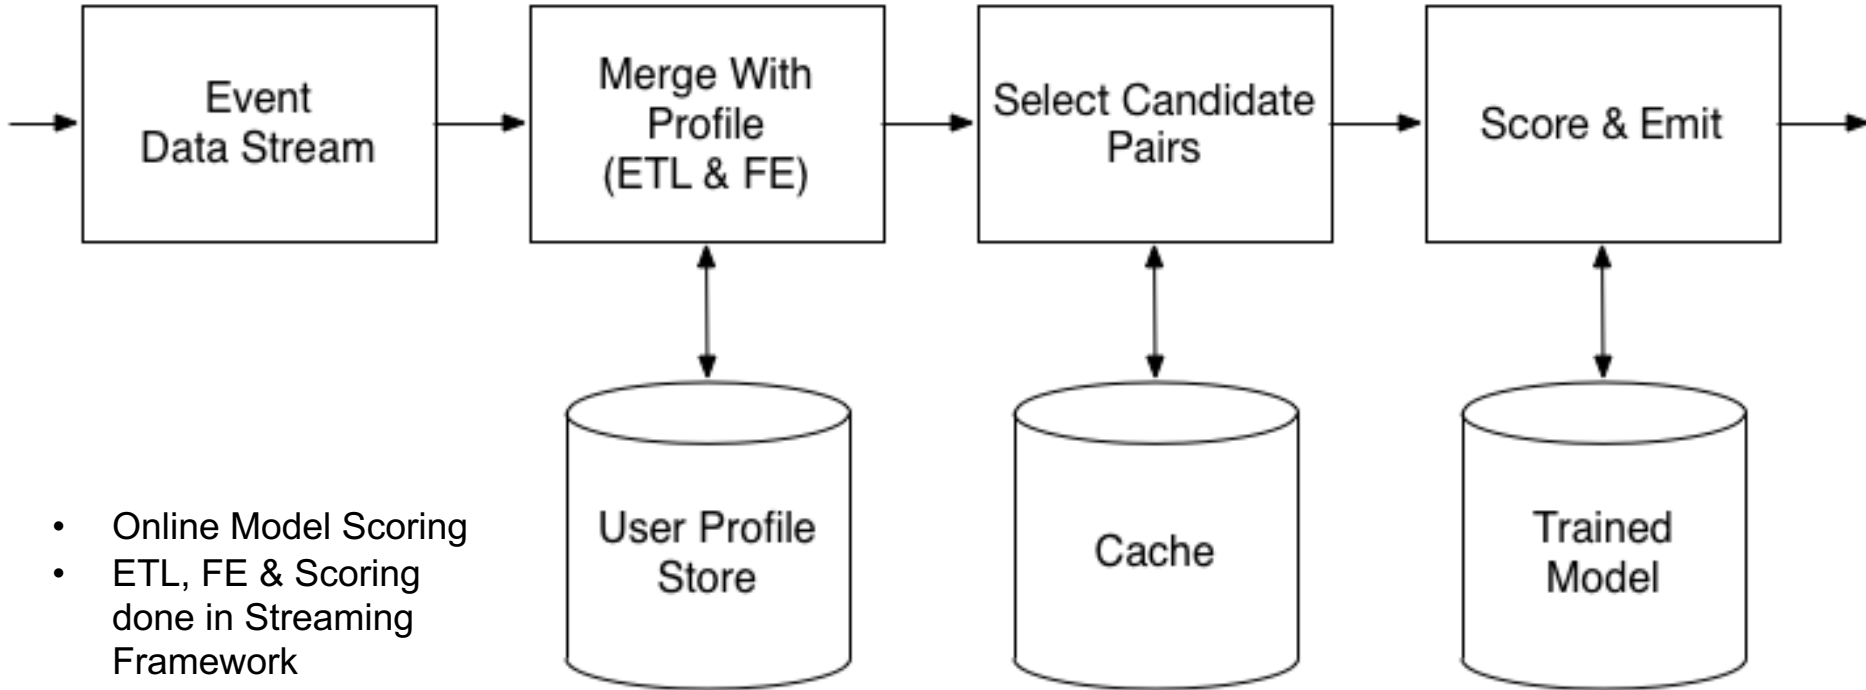 Event
Data Stream
Merge With
Profile
(ETL & FE)
Select Candidate
Pairs
Score & Emit
User Profile
Store
Cache
Trained
Model
• Online Model Scoring
• ETL, FE & Scoring
done in Streaming
Framework